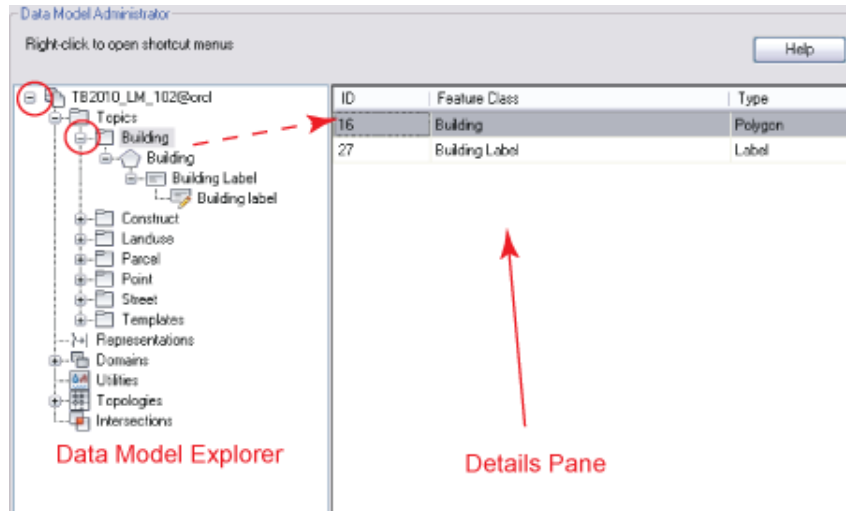 Data Model Administrator
Right-click to open shortcut menus
Help
TB2010_LM_102@orcl
Topics
Building
Building
Building Label
Building label
Construct
Landuse
Parcel
Point
Street
Templates
Representations
Domains
Utilities
Topologies
Intersections
Data Model Explorer
ID Feature Class Type
16 Building Polygon
27 Building Label Label
Details Pane